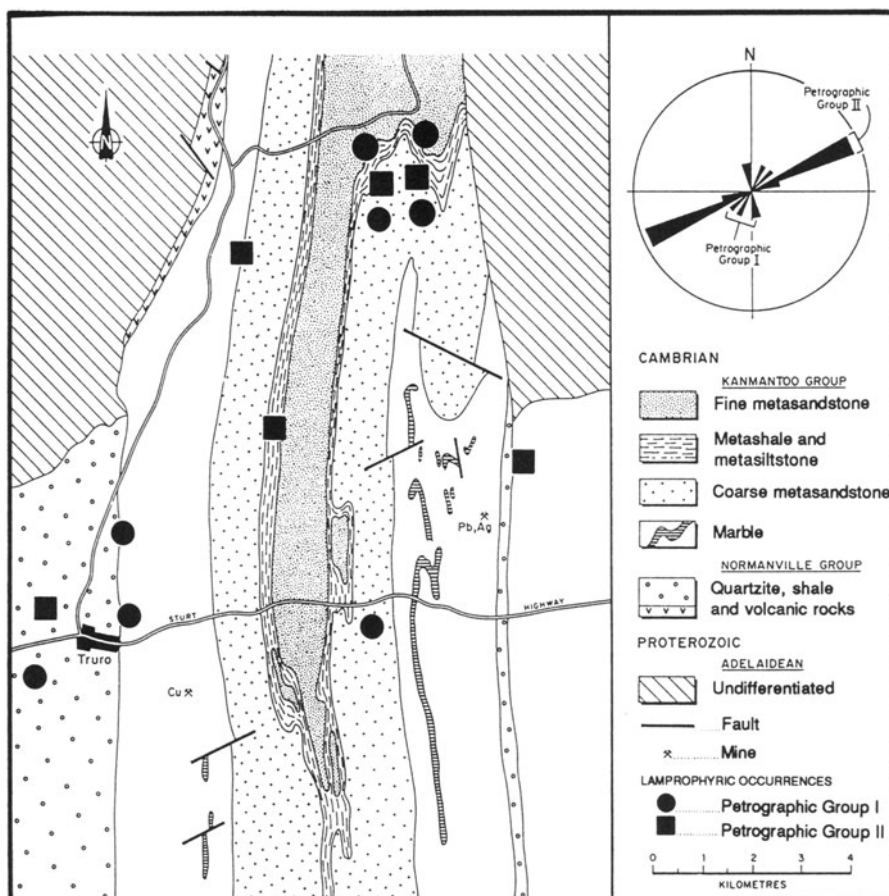 N
Pb,Ag
STURT
HIGHWAY
Truro
Cu
N
Petrographic
Group II
Petrographic
Group I
CAMBRIAN
KANMANTOO GROUP
Fine metasandstone
Metashale and
metasiltstone
Coarse metasandstone
Marble
NORMANVILLE GROUP
Quartzite, shale
and volcanic rocks
PROTEROZOIC
ADELAIDEAN
Undifferentiated
Fault
Mine
LAMPROPHYRIC OCCURRENCES
Petrographic Group I
Petrographic Group II
0 1 2 3 4
KILOMETRES